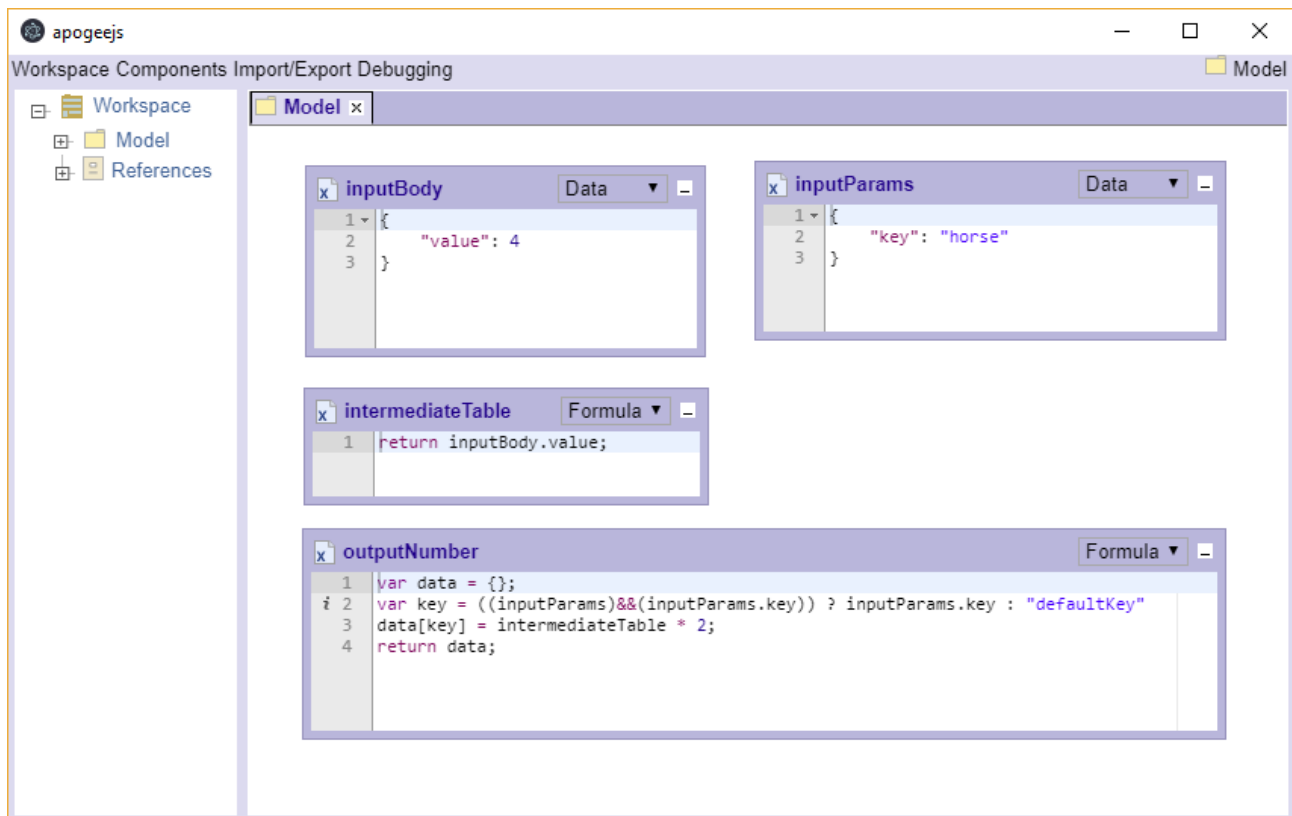 apogeejs
Workspace Components Import/Export Debugging
Model
Workspace
Model
References
Model x
inputBody Data
1 {
2 "value": 4
3 }
inputParams Data
1 {
2 "key": "horse"
3 }
intermediateTable Formula
1 return inputBody.value;
outputNumber Formula
1 var data = {};
i 2 var key = ((inputParams)&&(inputParams.key)) ? inputParams.key : "defaultKey"
3 data[key] = intermediateTable * 2;
4 return data;